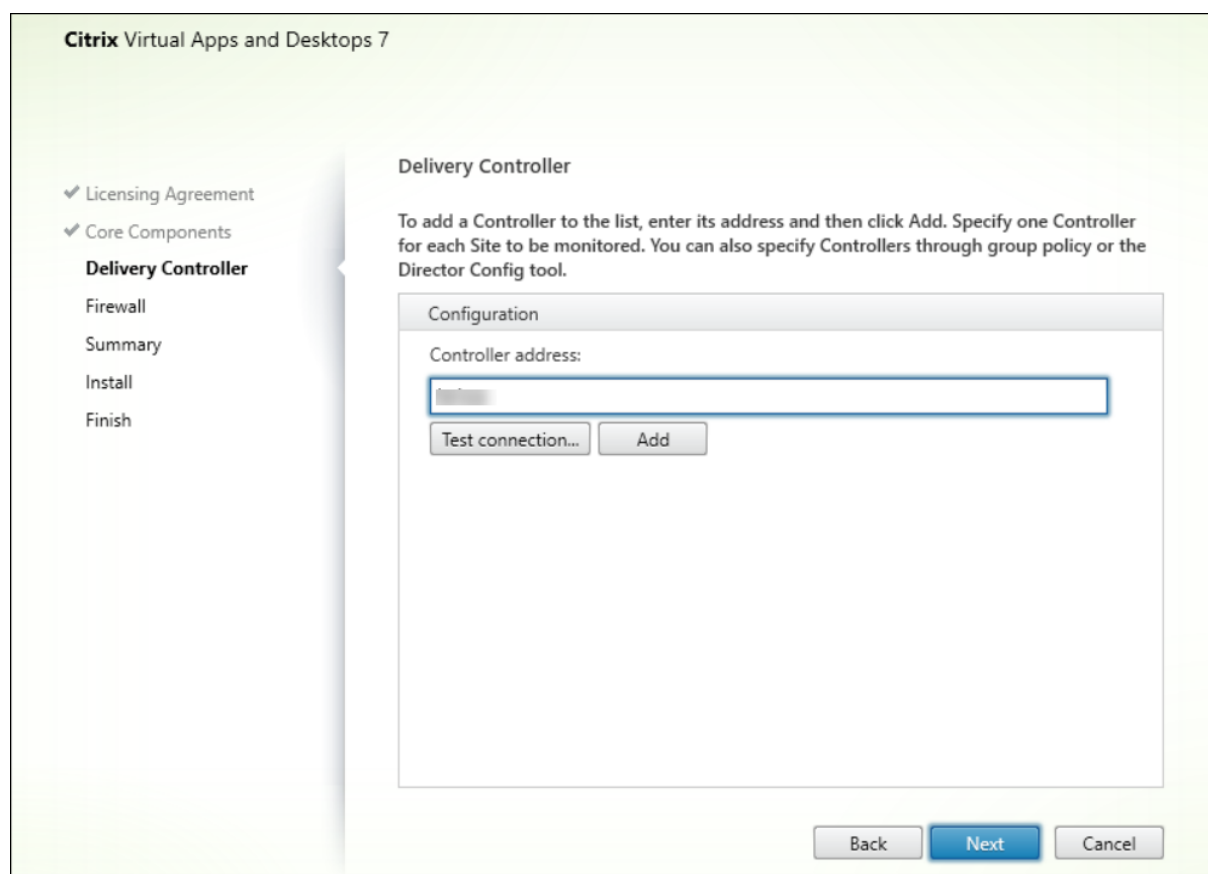 Citrix Virtual Apps and Desktops 7
Licensing Agreement
Core Components
Delivery Controller
Firewall
Summary
Install
Finish
Delivery Controller
To add a Controller to the list, enter its address and then click Add. Specify one Controller
for each Site to be monitored. You can also specify Controllers through group policy or the
Director Config tool.
Configuration
Controller address:
Test connection...
Add
Back
Next
Cancel